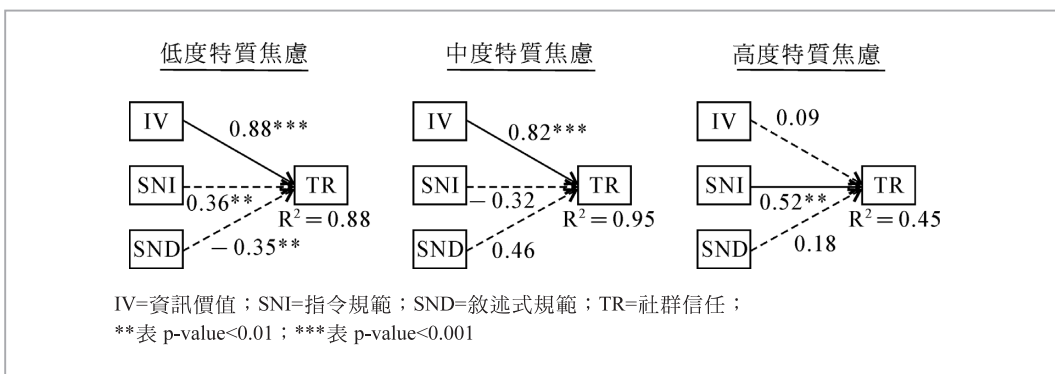 低度特質焦慮
IV
0.88***
SNI
0.36**
TR
R² = 0.88
SND
−0.35**
中度特質焦慮
IV
0.82***
SNI
−0.32
TR
R² = 0.95
SND
0.46
高度特質焦慮
IV
0.09
SNI
0.52**
TR
R² = 0.45
SND
0.18
IV=資訊價值；SNI=指令規範；SND=敘述式規範；TR=社群信任；
**表 p-value<0.01；***表 p-value<0.001